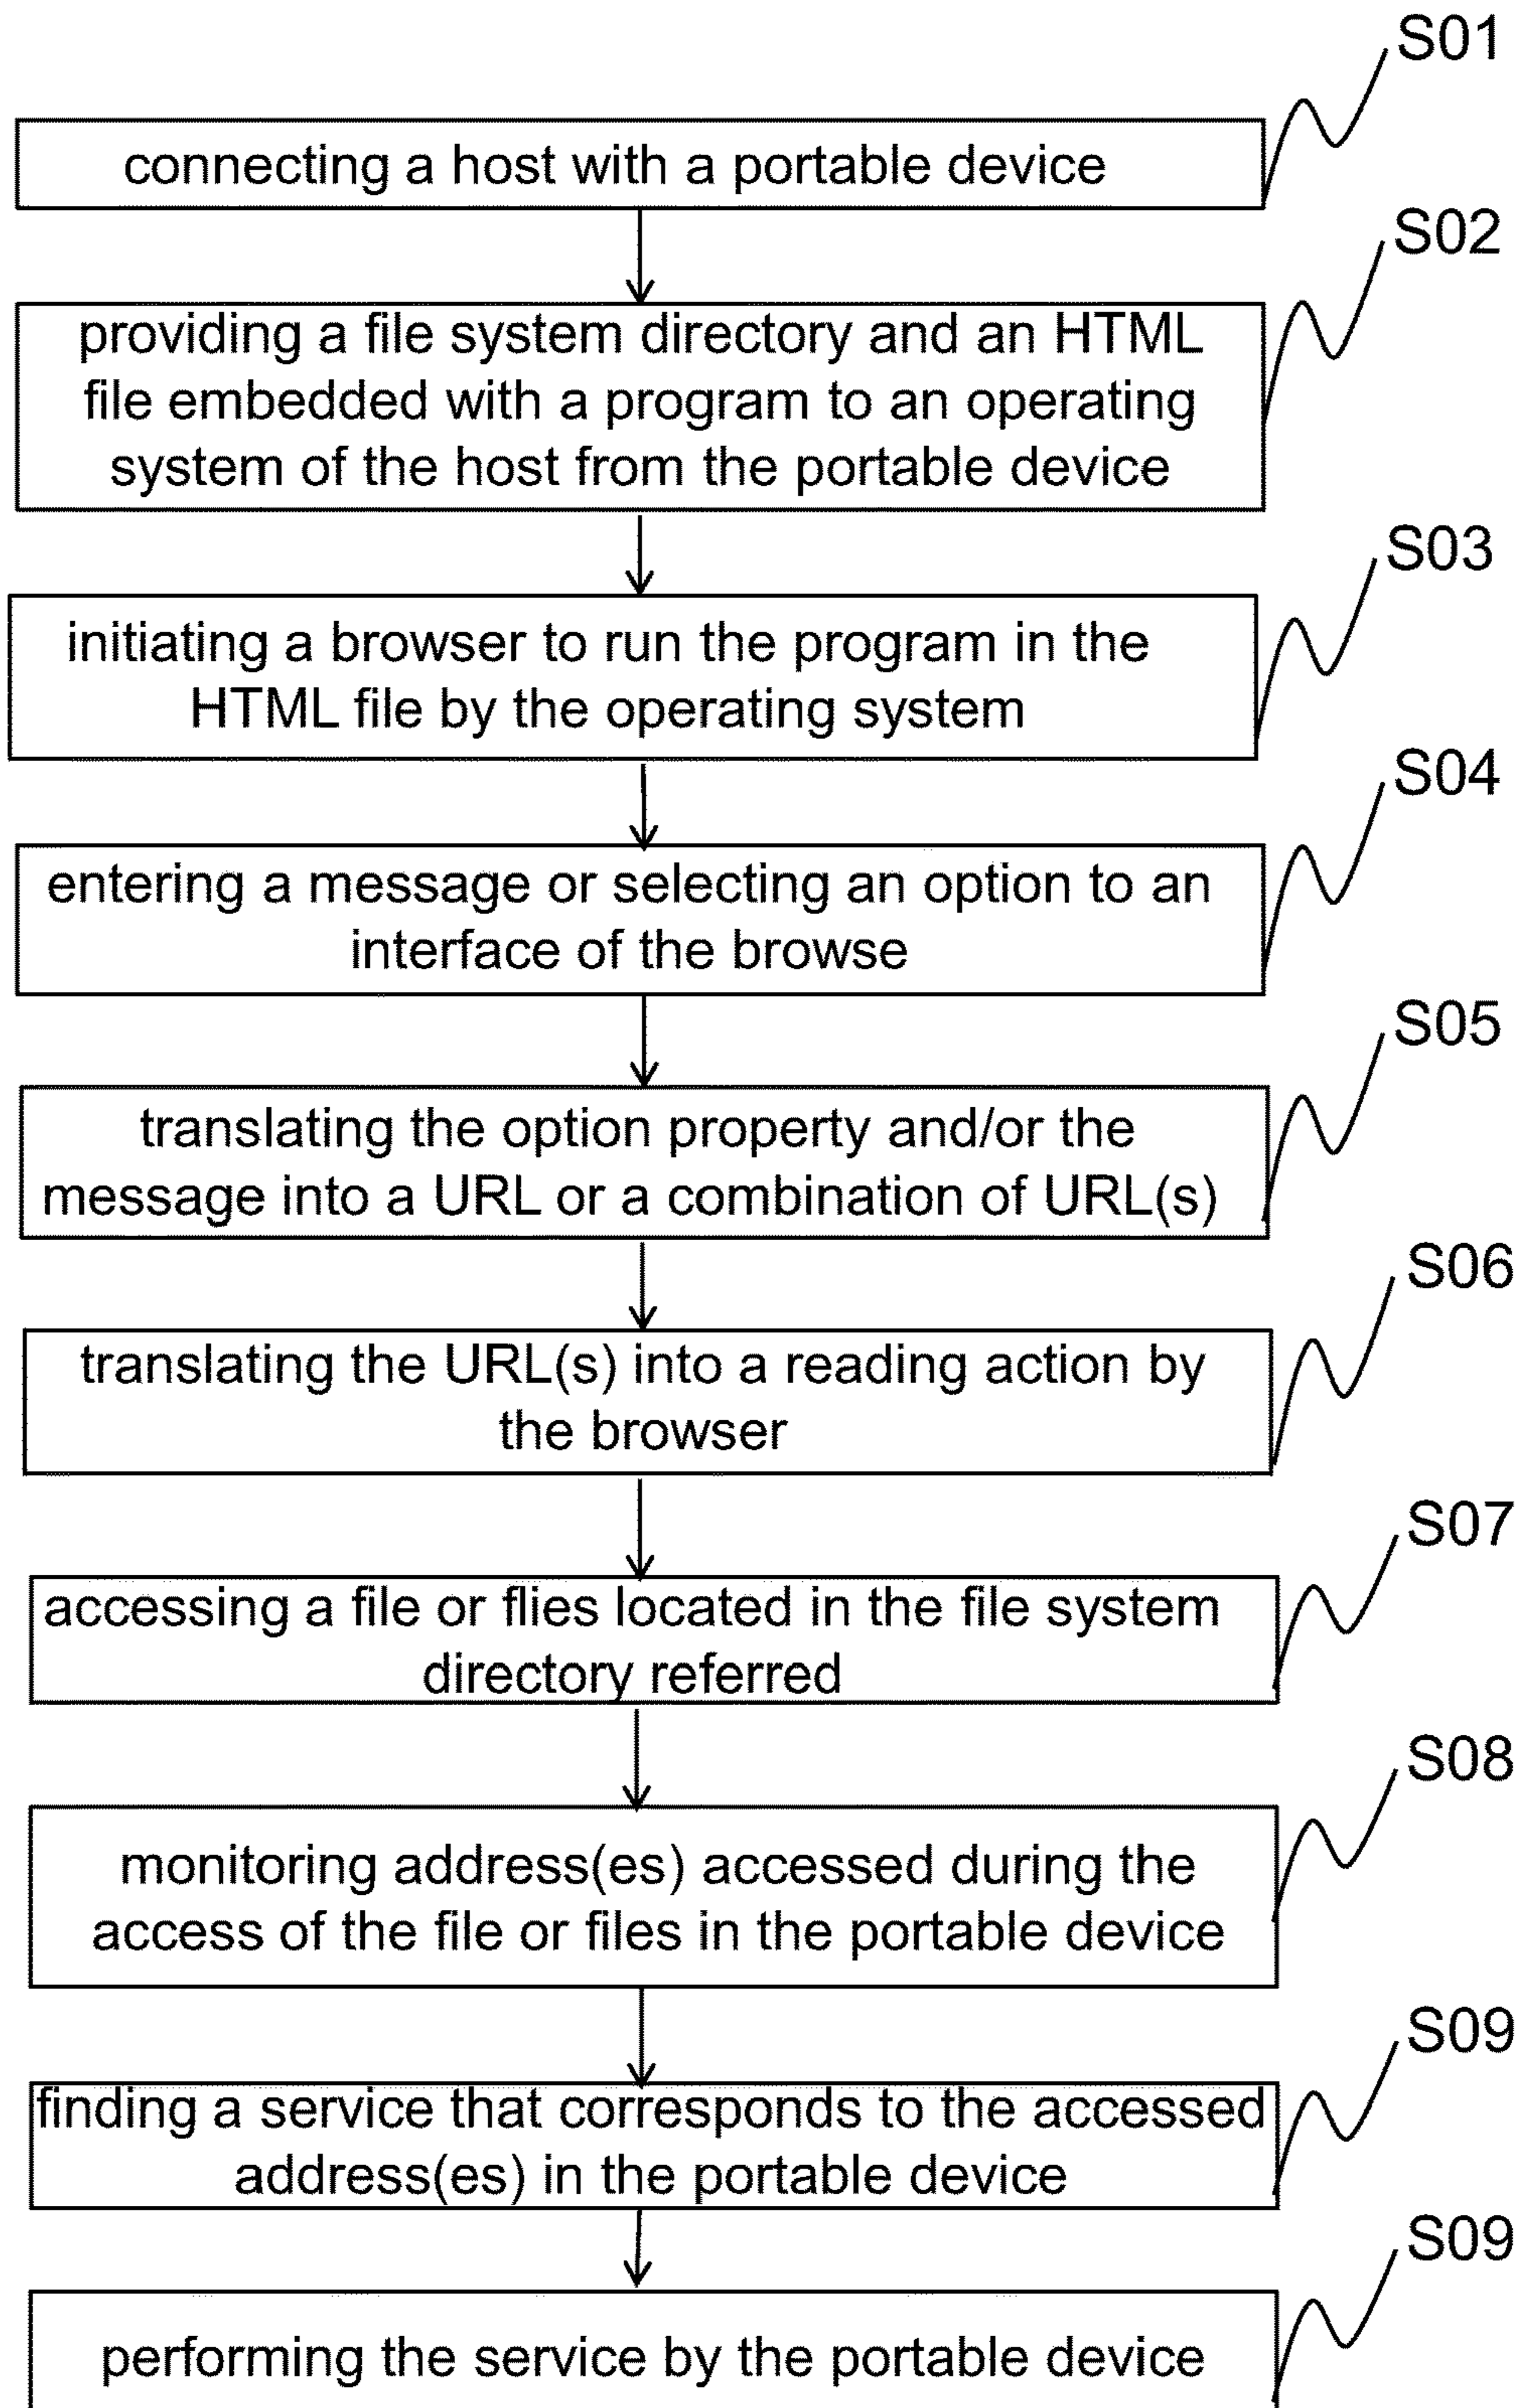 S01
connecting a host with a portable device
S02
providing a file system directory and an HTML
file embedded with a program to an operating
system of the host from the portable device
S03
initiating a browser to run the program in the
HTML file by the operating system
S04
entering a message or selecting an option to an
interface of the browse
S05
translating the option property and/or the
message into a URL or a combination of URL(s)
S06
translating the URL(s) into a reading action by
the browser
S07
accessing a file or flies located in the file system
directory referred
S08
monitoring address(es) accessed during the
access of the file or files in the portable device
S09
finding a service that corresponds to the accessed
address(es) in the portable device
S09
performing the service by the portable device